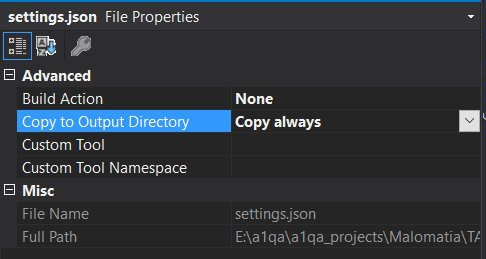 settings.json File Properties
Advanced
Build Action None
Copy to Output Directory Copy always
Custom Tool
Custom Tool Namespace
Misc
File Name settings.json
Full Path E:\a1qa\a1qa_projects\Malomatia\TA